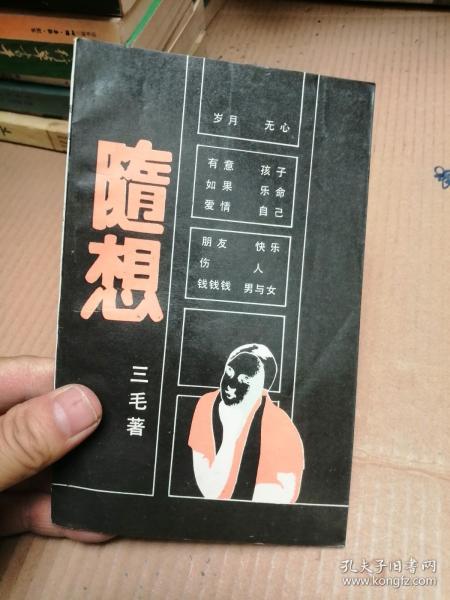 隨想
三毛著
岁月 无心
有意 孩子
如果 乐命
爱情 自己
朋友 快乐
伤 人
钱钱钱 男与女
孔夫子旧书网
www.kongfz.com